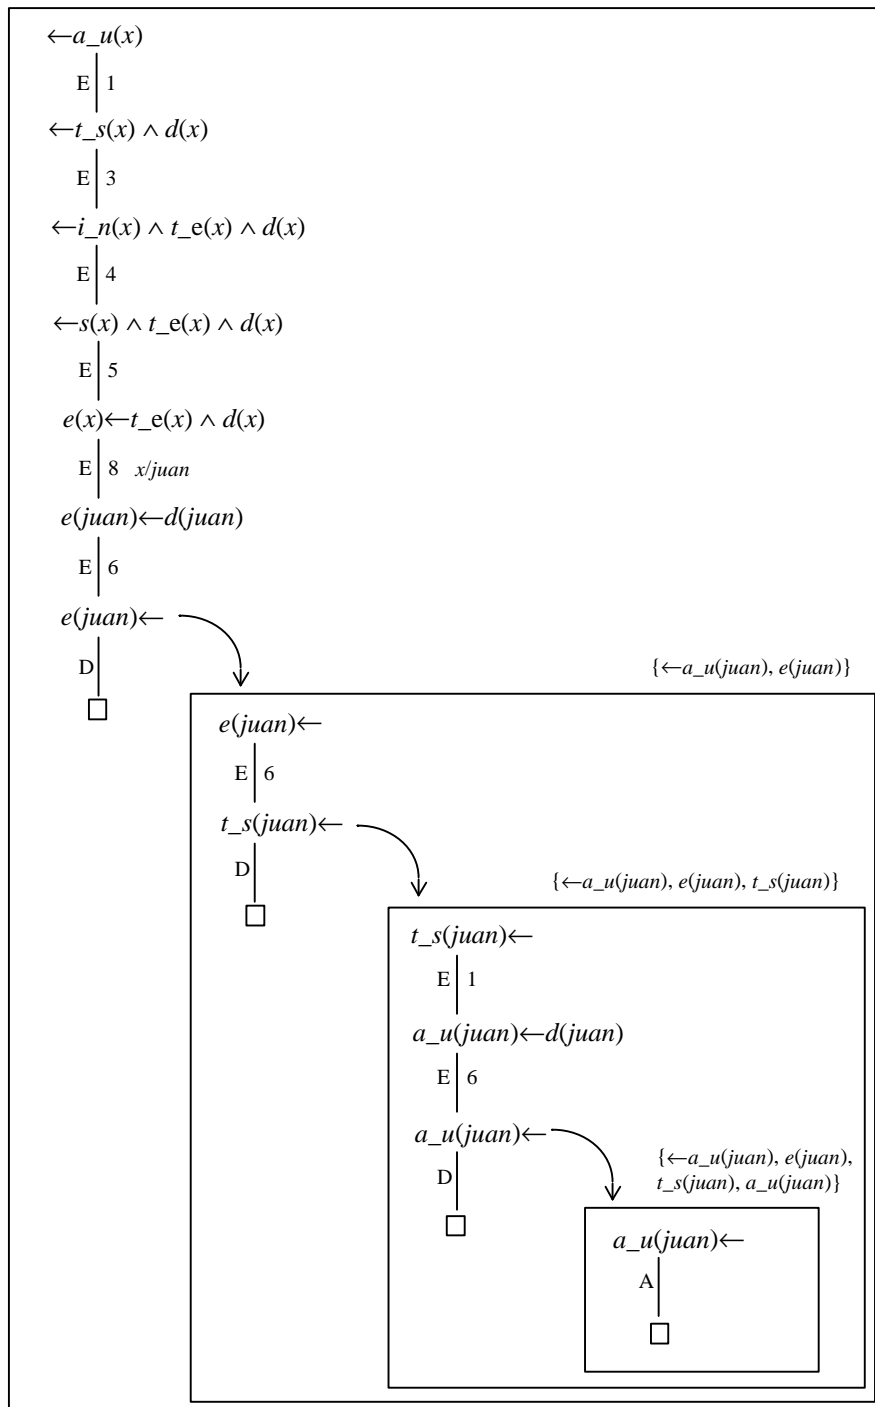 ←a_u(x)
E 1
←t_s(x) ∧ d(x)
E 3
←i_n(x) ∧ t_e(x) ∧ d(x)
E 4
←s(x) ∧ t_e(x) ∧ d(x)
E 5
e(x)←t_e(x) ∧ d(x)
E 8 x/juan
e(juan)←d(juan)
E 6
e(juan)←
D
{←a_u(juan), e(juan)}
e(juan)←
E 6
t_s(juan)←
D
{←a_u(juan), e(juan), t_s(juan)}
t_s(juan)←
E 1
a_u(juan)←d(juan)
E 6
a_u(juan)←
D
{←a_u(juan), e(juan),
t_s(juan), a_u(juan)}
a_u(juan)←
A